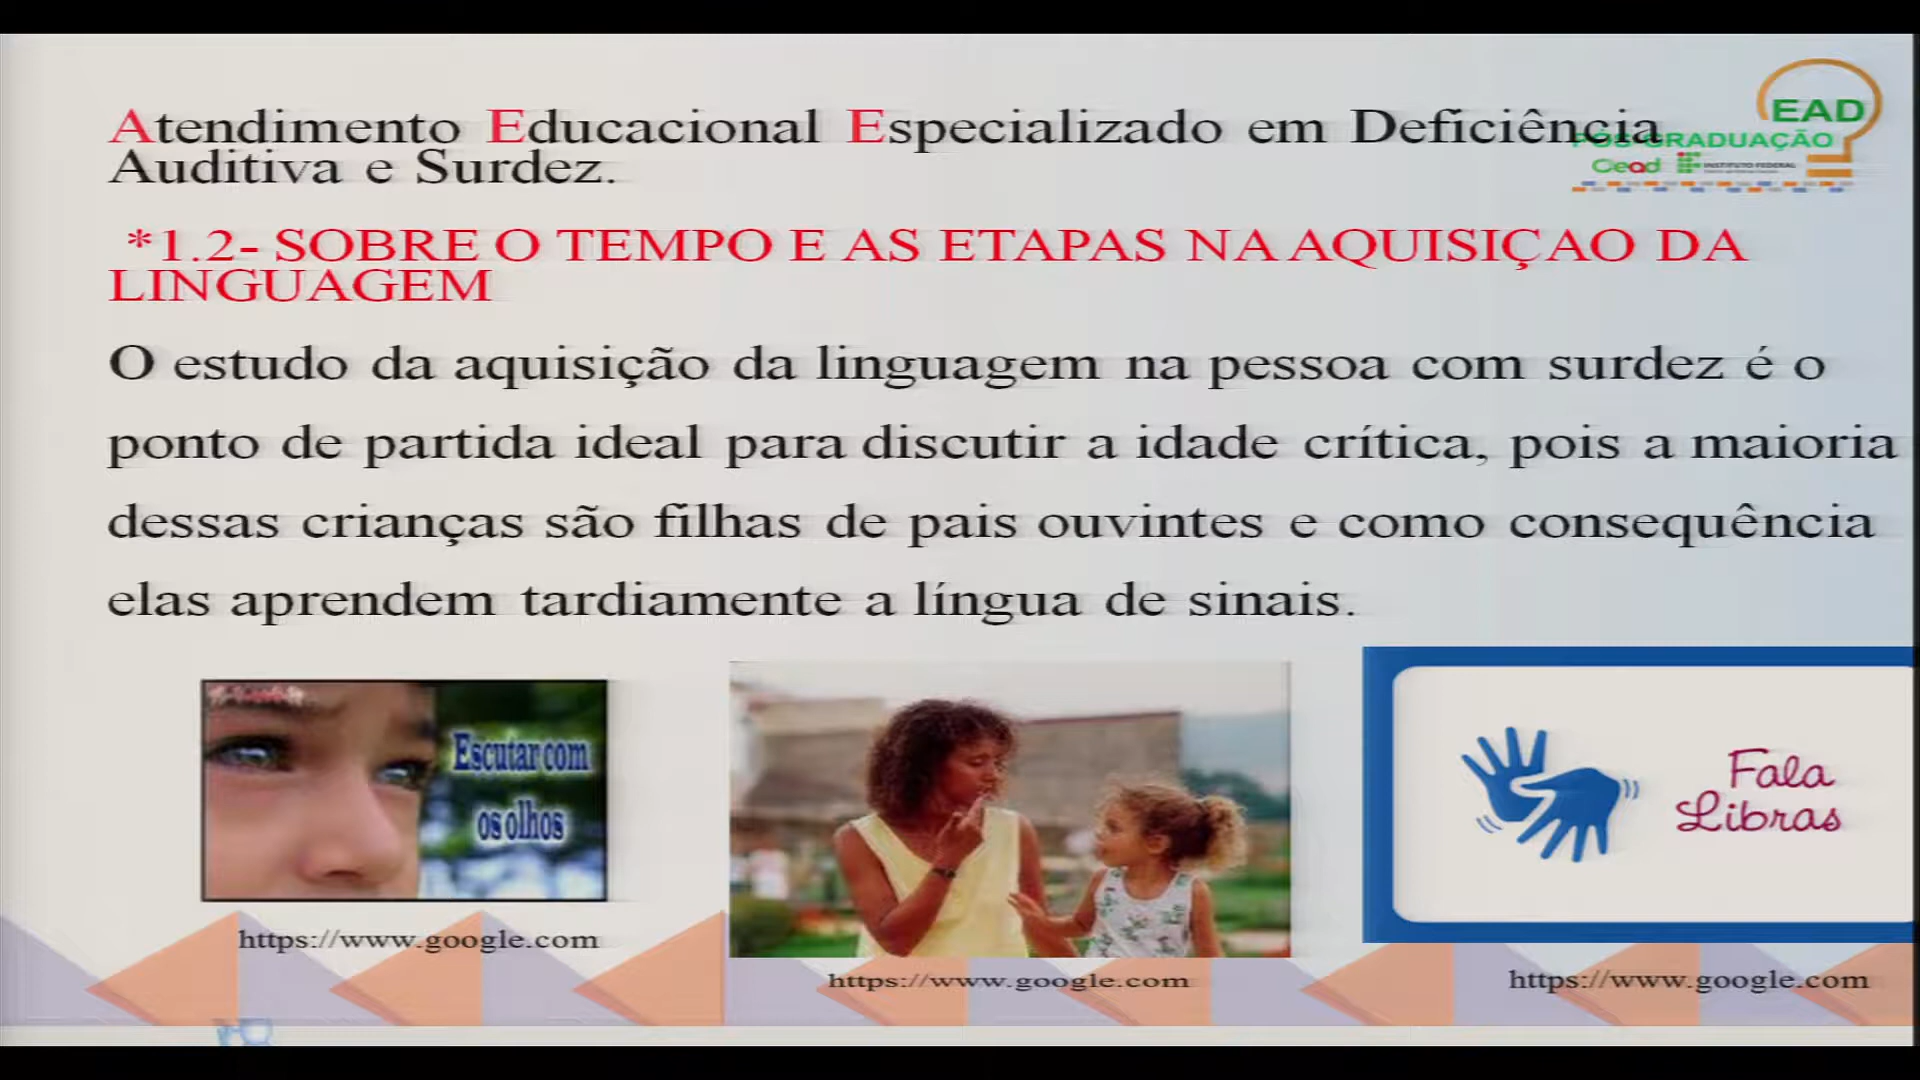 Atendimento Educacional Especializado em Deficiência
Auditiva e Surdez.
EAD
PÓS-GRADUAÇÃO
Cead
INSTITUTO FEDERAL
*1.2- SOBRE O TEMPO E AS ETAPAS NA AQUISIÇAO DA
LINGUAGEM
O estudo da aquisição da linguagem na pessoa com surdez é o
ponto de partida ideal para discutir a idade crítica, pois a maioria
dessas crianças são filhas de pais ouvintes e como consequência
elas aprendem tardiamente a língua de sinais.
Escutar com
os olhos
Fala
Libras
https://www.google.com
https://www.google.com
https://www.google.com